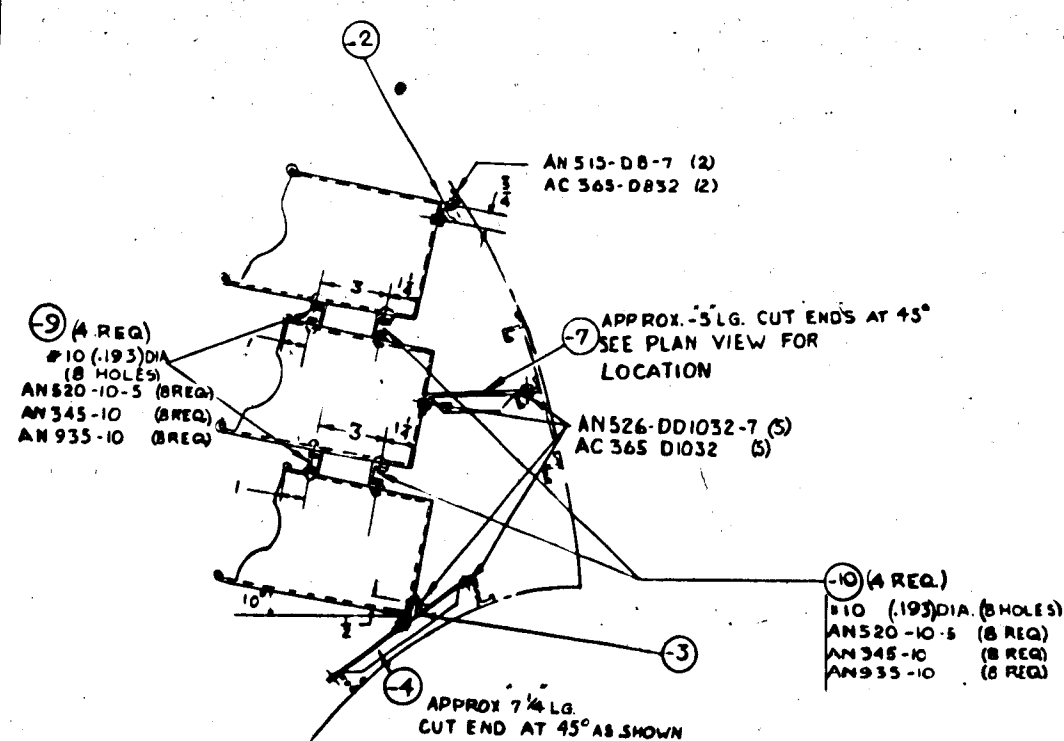 -2
AN 515-D8-7 (2)
AC 365-D832 (2)
3/4
3
1 1/4
-9 (4 REQ)
#10 (.193) DIA
(8 HOLES)
AN520-10-5 (8REQ)
AN345-10 (8REQ)
AN935-10 (8REQ)
1
-7
APPROX.-5" LG. CUT ENDS AT 45°
SEE PLAN VIEW FOR
LOCATION
3
1 1/4
AN526-DD1032-7 (5)
AC 365 D1032 (5)
1
-10 (4 REQ.)
#10 (.193) DIA. (8 HOLES)
AN520-10-5 (8 REQ)
AN345-10 (8 REQ)
AN935-10 (8 REQ)
10°
1/2
-3
-4
APPROX 7 1/4" LG.
CUT END AT 45° AS SHOWN